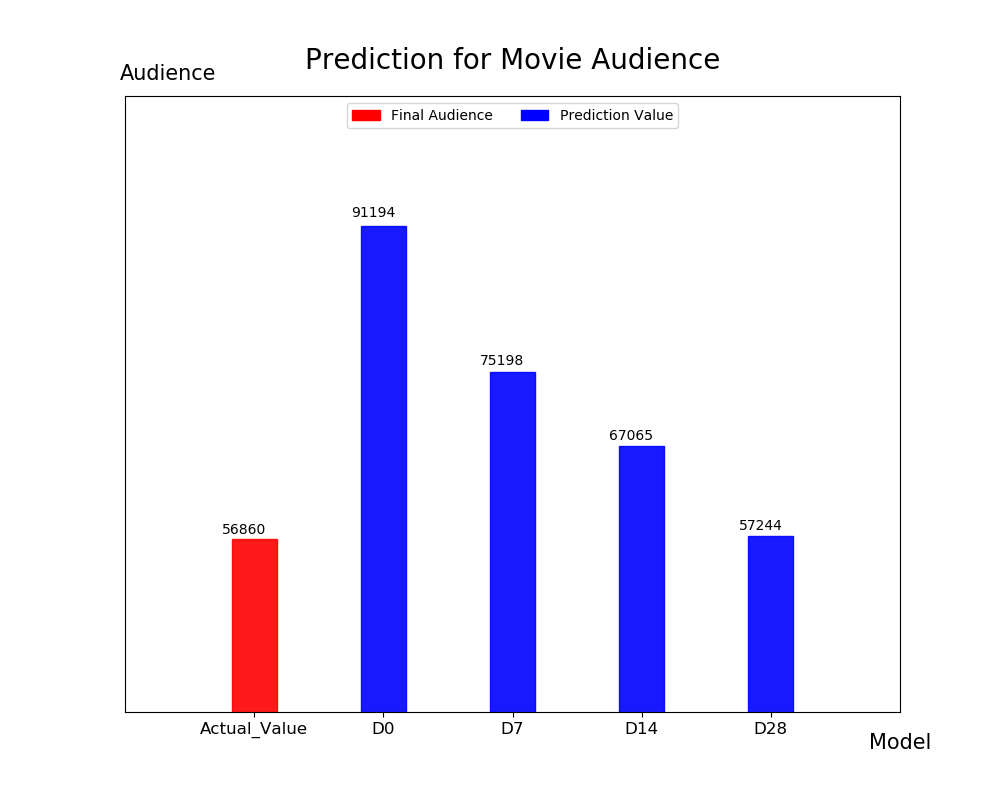 Prediction for Movie Audience
Audience
Final Audience
Prediction Value
91194
75198
67065
56860
57244
Actual_Value
D0
D7
D14
D28
Model